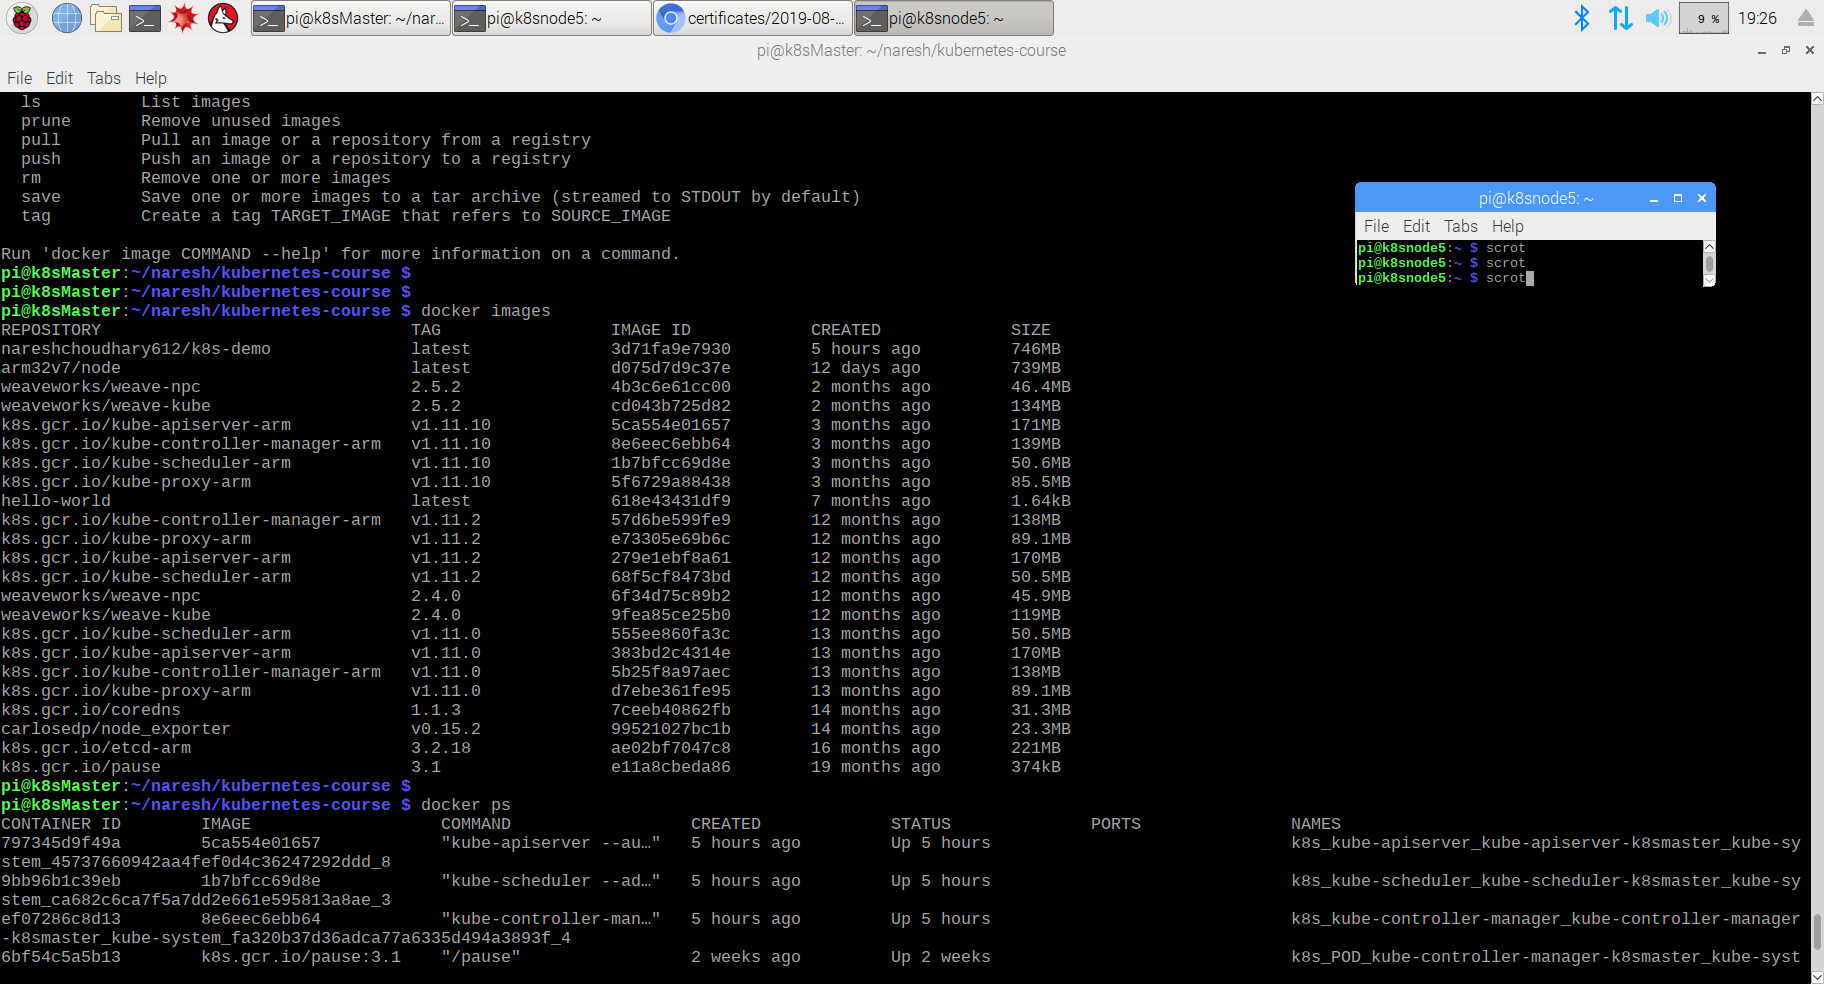 pi@k8sMaster: ~/nar...
pi@k8snode5: ~
certificates/2019-08-...
pi@k8snode5: ~
9 %
19:26
pi@k8sMaster: ~/naresh/kubernetes-course
File Edit Tabs Help
ls List images
prune Remove unused images
pull Pull an image or a repository from a registry
push Push an image or a repository to a registry
rm Remove one or more images
save Save one or more images to a tar archive (streamed to STDOUT by default)
tag Create a tag TARGET_IMAGE that refers to SOURCE_IMAGE
Run 'docker image COMMAND --help' for more information on a command.
pi@k8sMaster:~/naresh/kubernetes-course $
pi@k8sMaster:~/naresh/kubernetes-course $
pi@k8sMaster:~/naresh/kubernetes-course $ docker images
REPOSITORY TAG IMAGE ID CREATED SIZE
nareshchoudhary612/k8s-demo latest 3d71fa9e7930 5 hours ago 746MB
arm32v7/node latest d075d7d9c37e 12 days ago 739MB
weaveworks/weave-npc 2.5.2 4b3c6e61cc00 2 months ago 46.4MB
weaveworks/weave-kube 2.5.2 cd043b725d82 2 months ago 134MB
k8s.gcr.io/kube-apiserver-arm v1.11.10 5ca554e01657 3 months ago 171MB
k8s.gcr.io/kube-controller-manager-arm v1.11.10 8e6eec6ebb64 3 months ago 139MB
k8s.gcr.io/kube-scheduler-arm v1.11.10 1b7bfcc69d8e 3 months ago 50.6MB
k8s.gcr.io/kube-proxy-arm v1.11.10 5f6729a88438 3 months ago 85.5MB
hello-world latest 618e43431df9 7 months ago 1.64kB
k8s.gcr.io/kube-controller-manager-arm v1.11.2 57d6be599fe9 12 months ago 138MB
k8s.gcr.io/kube-proxy-arm v1.11.2 e73305e69b6c 12 months ago 89.1MB
k8s.gcr.io/kube-apiserver-arm v1.11.2 279e1ebf8a61 12 months ago 170MB
k8s.gcr.io/kube-scheduler-arm v1.11.2 68f5cf8473bd 12 months ago 50.5MB
weaveworks/weave-npc 2.4.0 6f34d75c89b2 12 months ago 45.9MB
weaveworks/weave-kube 2.4.0 9fea85ce25b0 12 months ago 119MB
k8s.gcr.io/kube-scheduler-arm v1.11.0 555ee860fa3c 13 months ago 50.5MB
k8s.gcr.io/kube-apiserver-arm v1.11.0 383bd2c4314e 13 months ago 170MB
k8s.gcr.io/kube-controller-manager-arm v1.11.0 5b25f8a97aec 13 months ago 138MB
k8s.gcr.io/kube-proxy-arm v1.11.0 d7ebe361fe95 13 months ago 89.1MB
k8s.gcr.io/coredns 1.1.3 7ceeb40862fb 14 months ago 31.3MB
carlosedp/node_exporter v0.15.2 99521027bc1b 14 months ago 23.3MB
k8s.gcr.io/etcd-arm 3.2.18 ae02bf7047c8 16 months ago 221MB
k8s.gcr.io/pause 3.1 e11a8cbeda86 19 months ago 374kB
pi@k8sMaster:~/naresh/kubernetes-course $
pi@k8sMaster:~/naresh/kubernetes-course $ docker ps
CONTAINER ID IMAGE COMMAND CREATED STATUS PORTS NAMES
797345d9f49a 5ca554e01657 "kube-apiserver --au…" 5 hours ago Up 5 hours k8s_kube-apiserver_kube-apiserver-k8smaster_kube-sy
stem_45737660942aa4fef0d4c36247292ddd_8
9bb96b1c39eb 1b7bfcc69d8e "kube-scheduler --ad…" 5 hours ago Up 5 hours k8s_kube-scheduler_kube-scheduler-k8smaster_kube-sy
stem_ca682c6ca7f5a7dd2e661e595813a8ae_3
ef07286c8d13 8e6eec6ebb64 "kube-controller-man…" 5 hours ago Up 5 hours k8s_kube-controller-manager_kube-controller-manager
-k8smaster_kube-system_fa320b37d36adca77a6335d494a3893f_4
6bf54c5a5b13 k8s.gcr.io/pause:3.1 "/pause" 2 weeks ago Up 2 weeks k8s_POD_kube-controller-manager-k8smaster_kube-syst
pi@k8snode5: ~
File Edit Tabs Help
pi@k8snode5:~ $ scrot
pi@k8snode5:~ $ scrot
pi@k8snode5:~ $ scrot